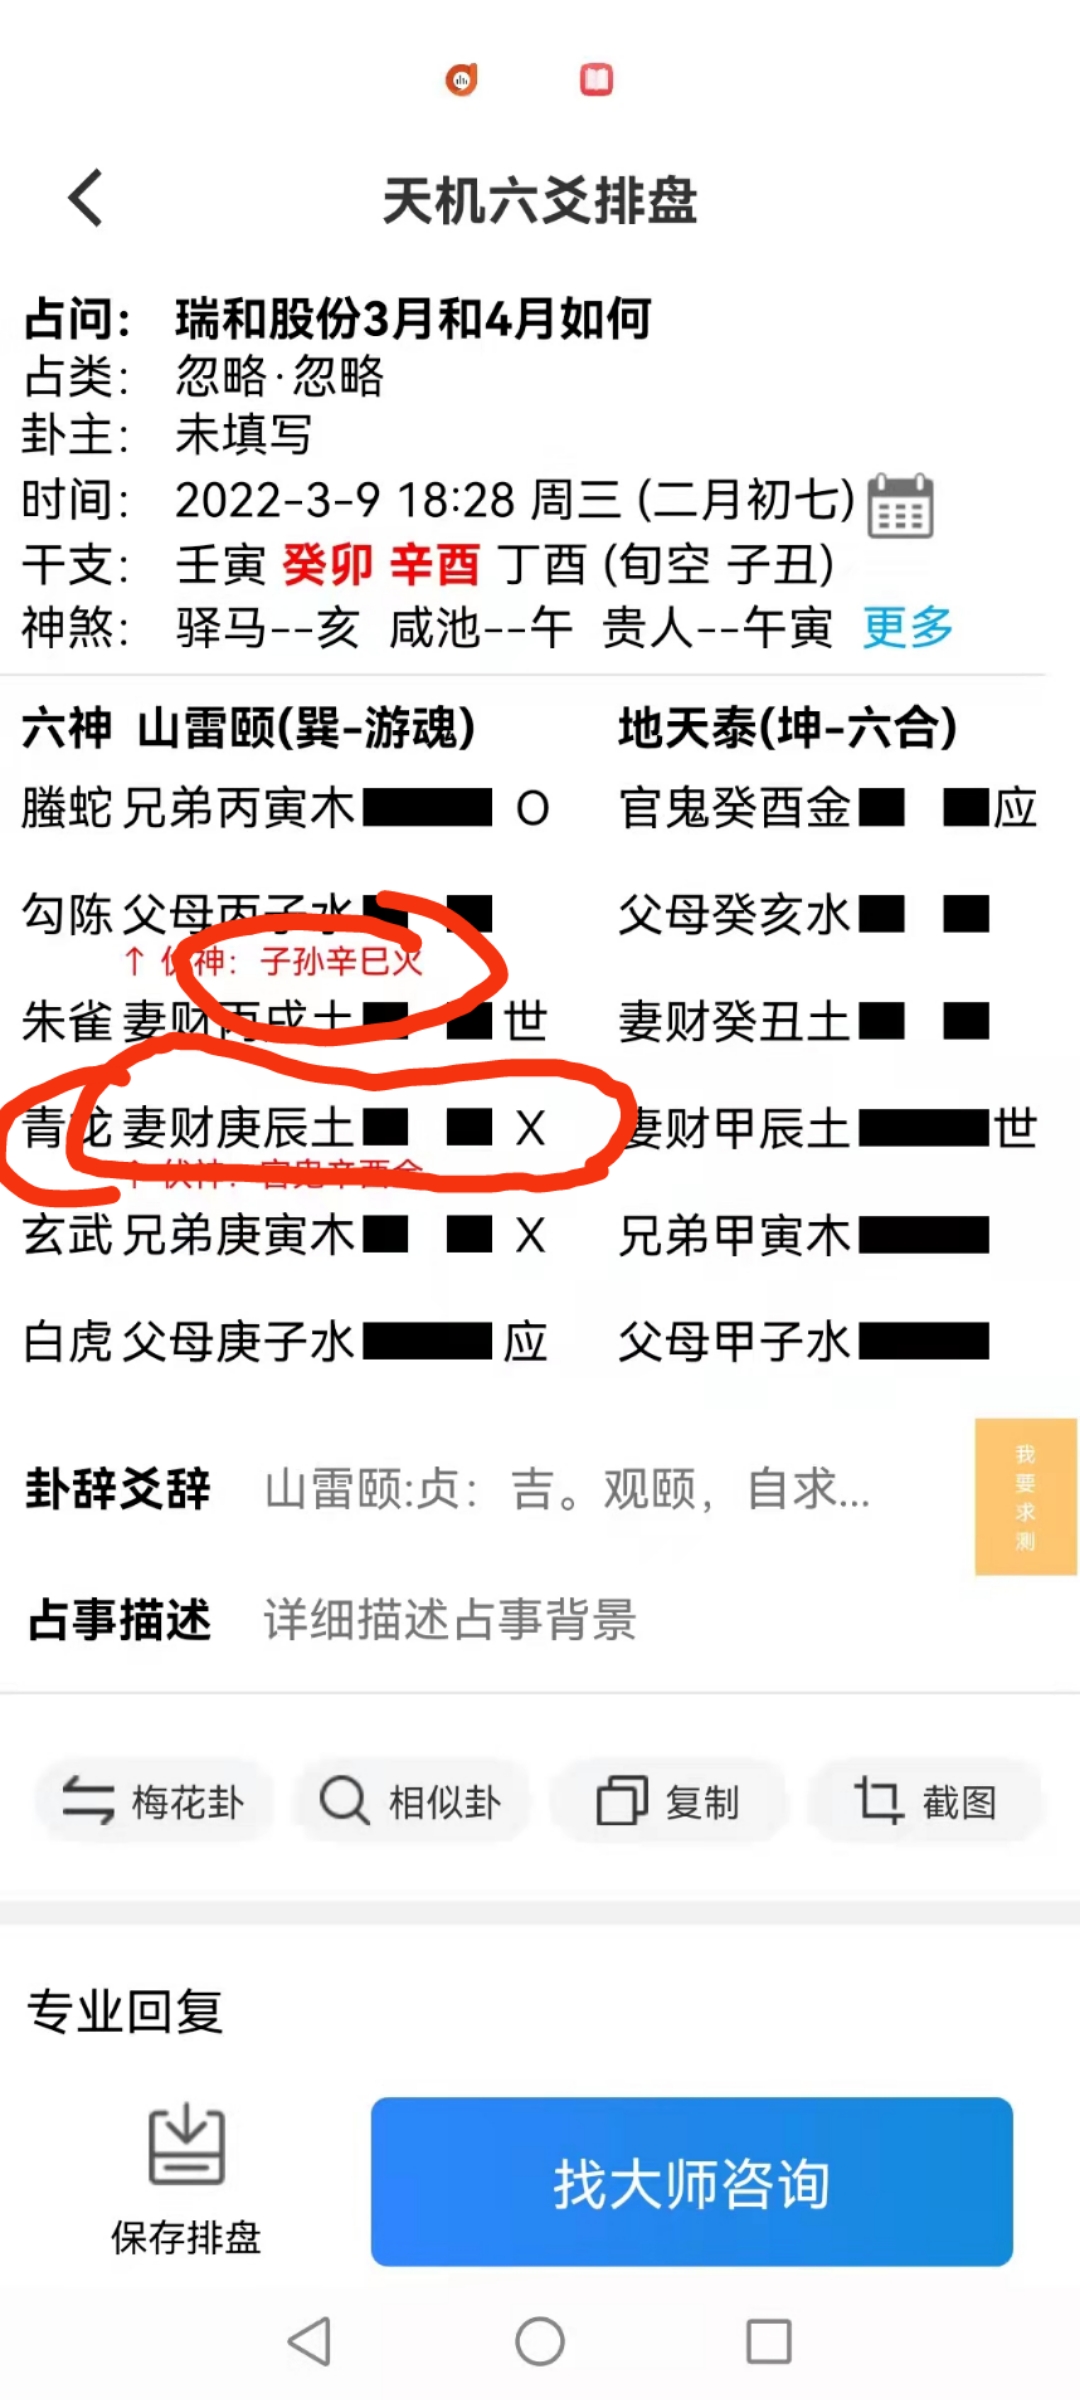 天机六爻排盘
占问： 瑞和股份3月和4月如何
占类： 忽略·忽略
卦主： 未填写
时间： 2022-3-9 18:28 周三 (二月初七)
干支： 壬寅 癸卯 辛酉 丁酉 (旬空 子丑)
神煞： 驿马--亥 咸池--午 贵人--午寅 更多
六神 山雷颐(巽-游魂) 地天泰(坤-六合)
螣蛇 兄弟丙寅木 O 官鬼癸酉金 应
勾陈 父母丙子水 父母癸亥水
↑ 伏神：子孙辛巳火
朱雀 妻财丙戌土 世 妻财癸丑土
青龙 妻财庚辰土 X 妻财甲辰土 世
↑ 伏神：官鬼辛酉金
玄武 兄弟庚寅木 X 兄弟甲寅木
白虎 父母庚子水 应 父母甲子水
卦辞爻辞 山雷颐:贞：吉。观颐，自求...
我要求测
占事描述 详细描述占事背景
梅花卦 相似卦 复制 截图
专业回复
保存排盘
找大师咨询